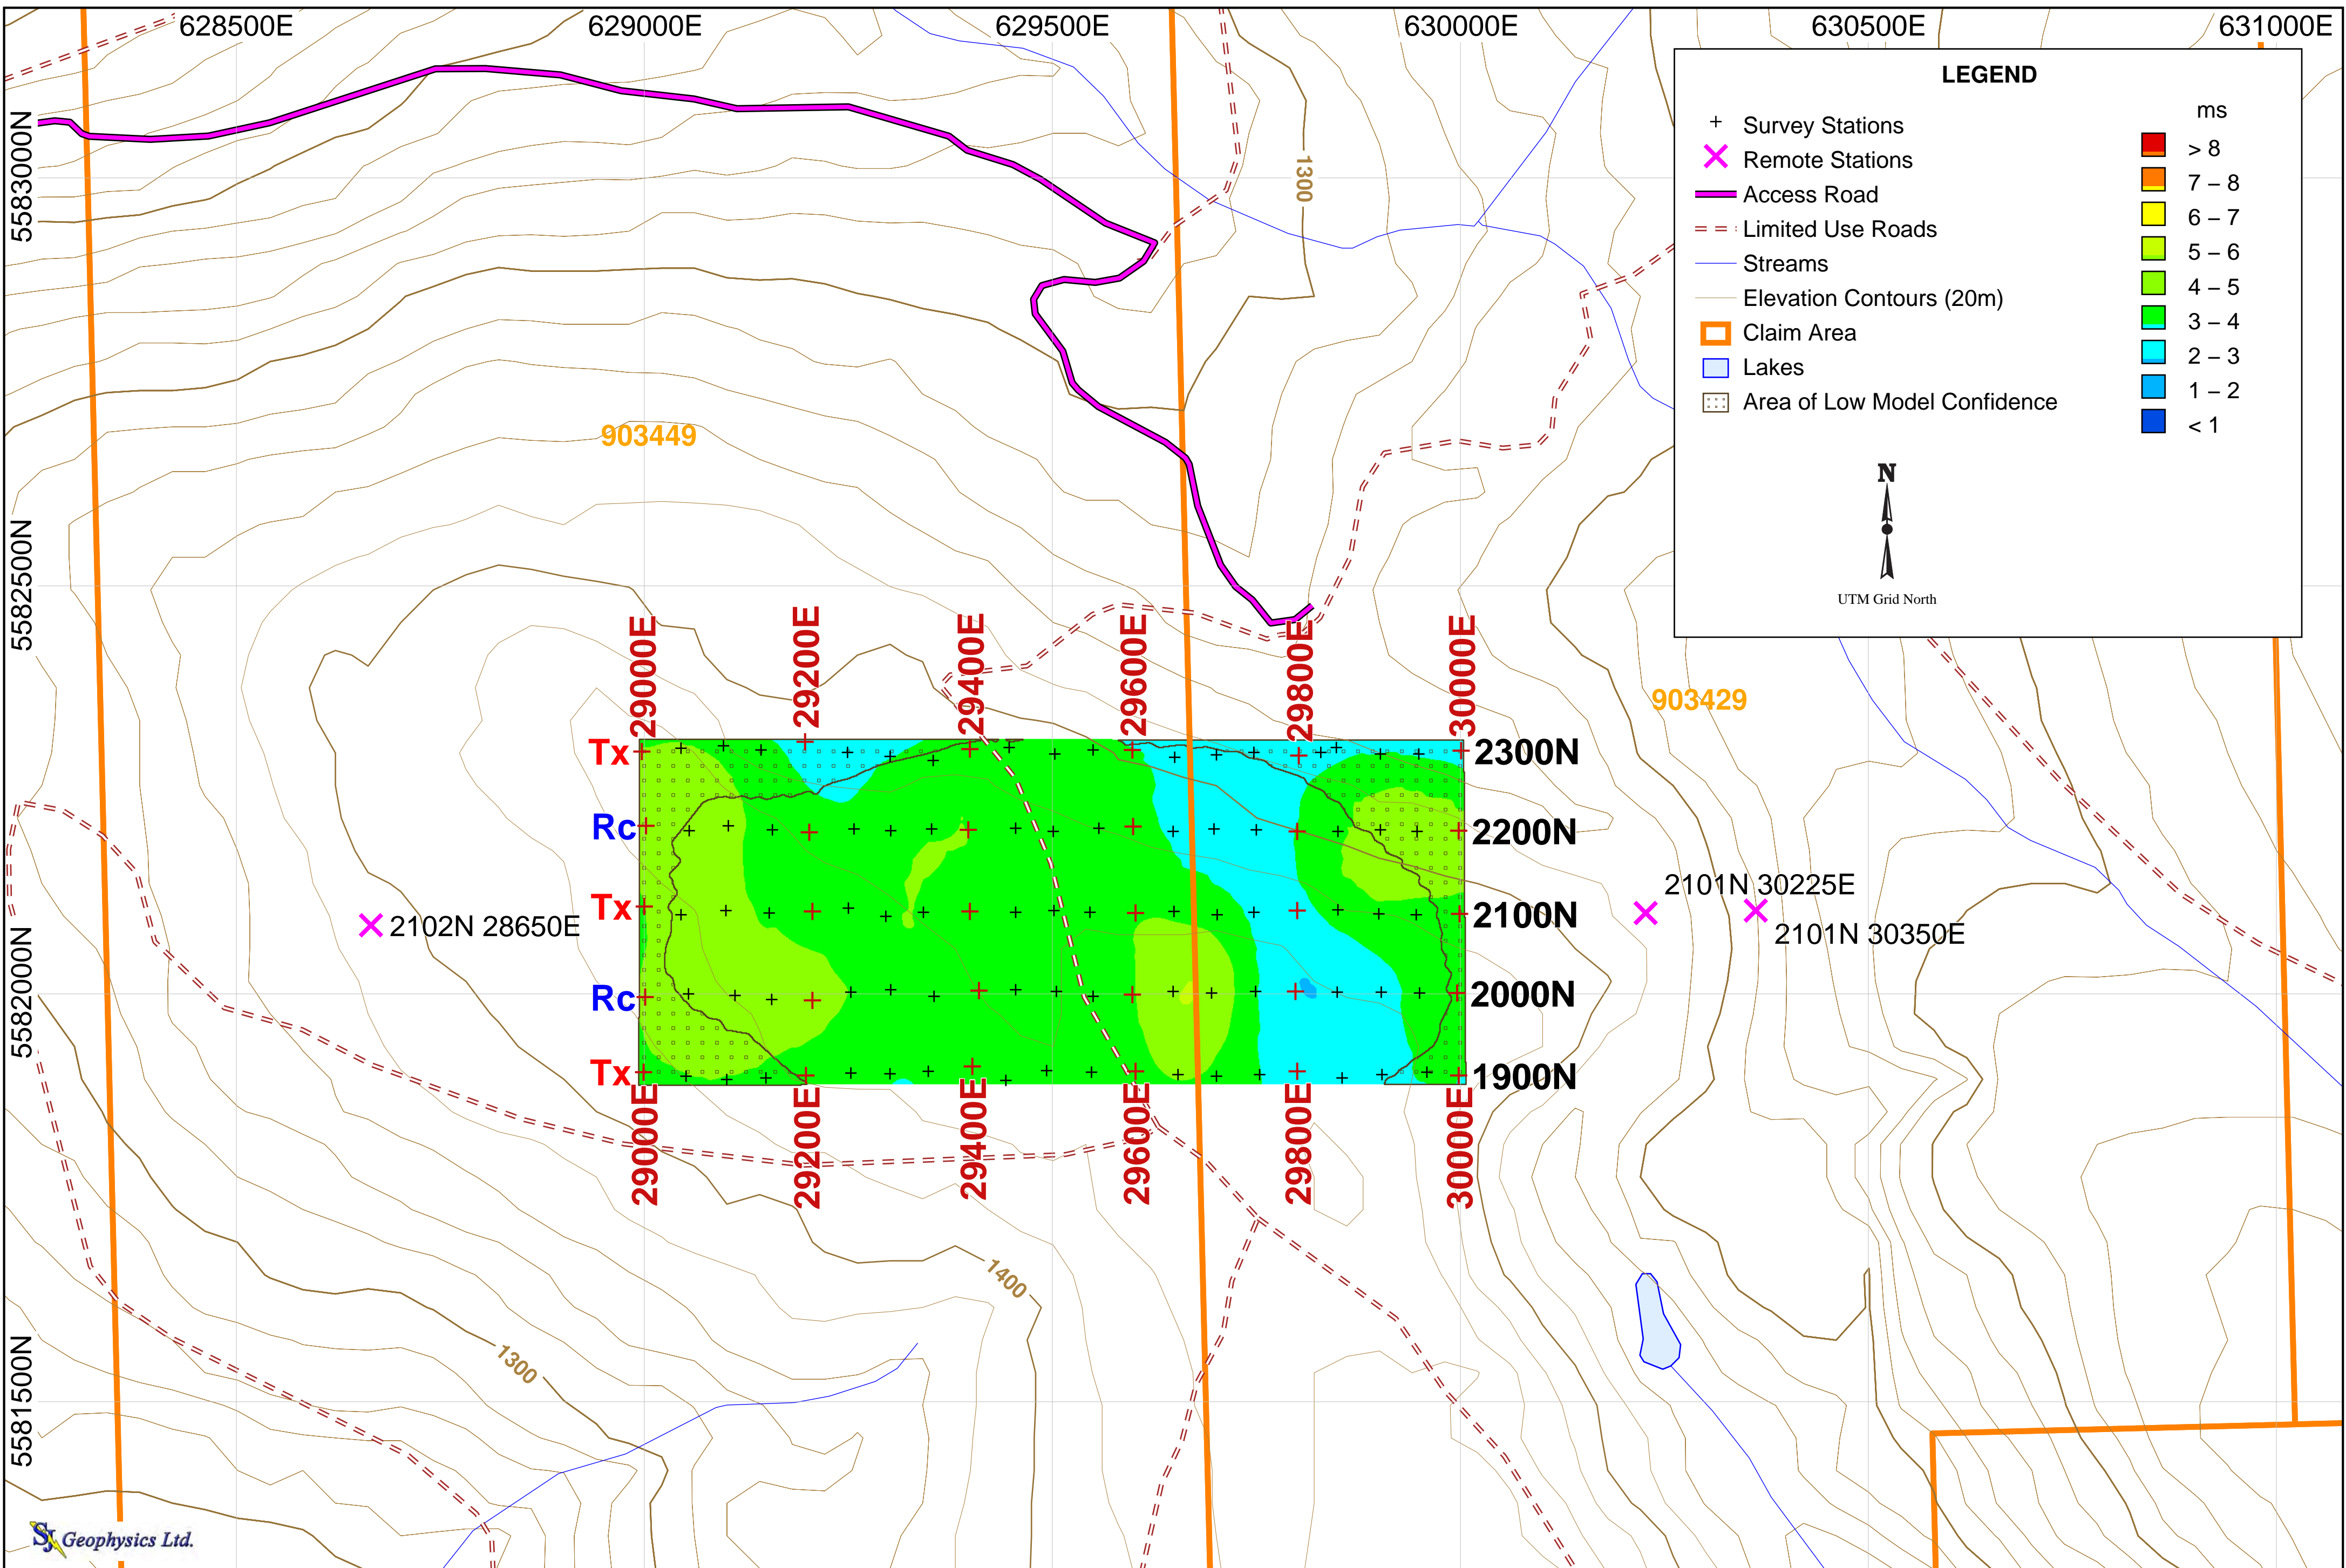 628500E
629000E
629500E
630000E
630500E
631000E
5583000N
5582500N
5582000N
5581500N
LEGEND
Survey Stations
Remote Stations
Access Road
Limited Use Roads
Streams
Elevation Contours (20m)
Claim Area
Lakes
Area of Low Model Confidence
ms
> 8
7 – 8
6 – 7
5 – 6
4 – 5
3 – 4
2 – 3
1 – 2
< 1
N
UTM Grid North
1300
903449
903429
29000E
29200E
29400E
29600E
29800E
30000E
Tx
2300N
Rc
2200N
Tx
2100N
Rc
2000N
Tx
1900N
2102N 28650E
2101N 30225E
2101N 30350E
29000E
29200E
29400E
29600E
29800E
30000E
1400
1300
SJ Geophysics Ltd.